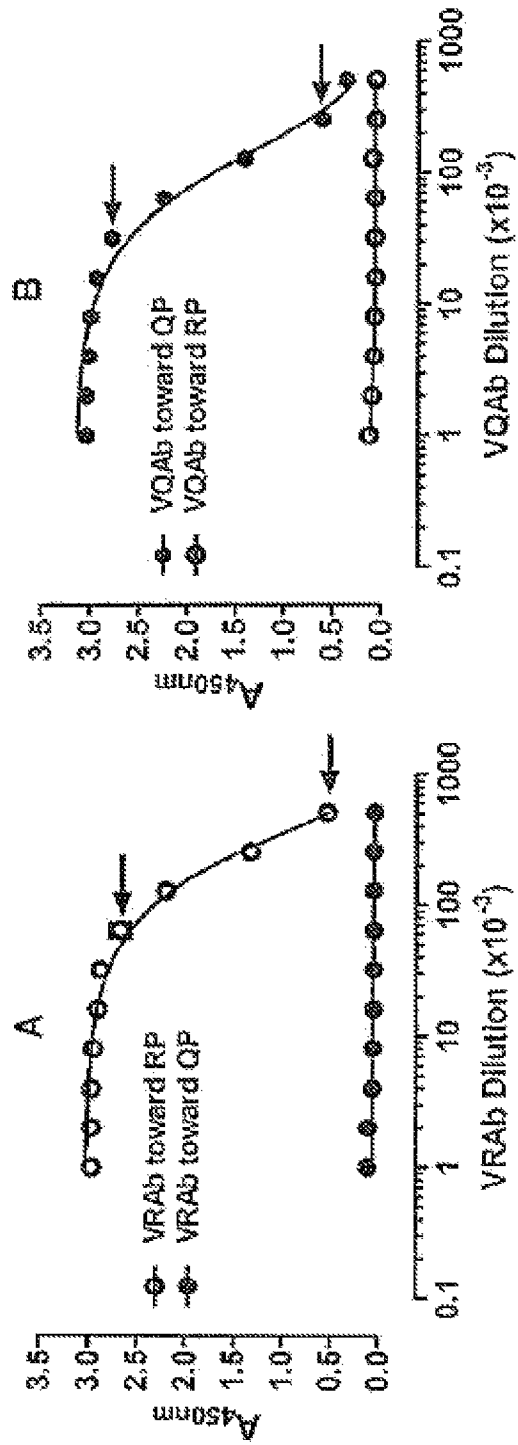 A
A450nm
3.5
3.0
2.5
2.0
1.5
1.0
0.5
0.0
VRAb toward RP
VRAb toward QP
0.1
1
10
100
1000
VRAb Dilution (x10-3)
B
A450nm
3.5
3.0
2.5
2.0
1.5
1.0
0.5
0.0
VQAb toward QP
VQAb toward RP
0.1
1
10
100
1000
VQAb Dilution (x10-3)